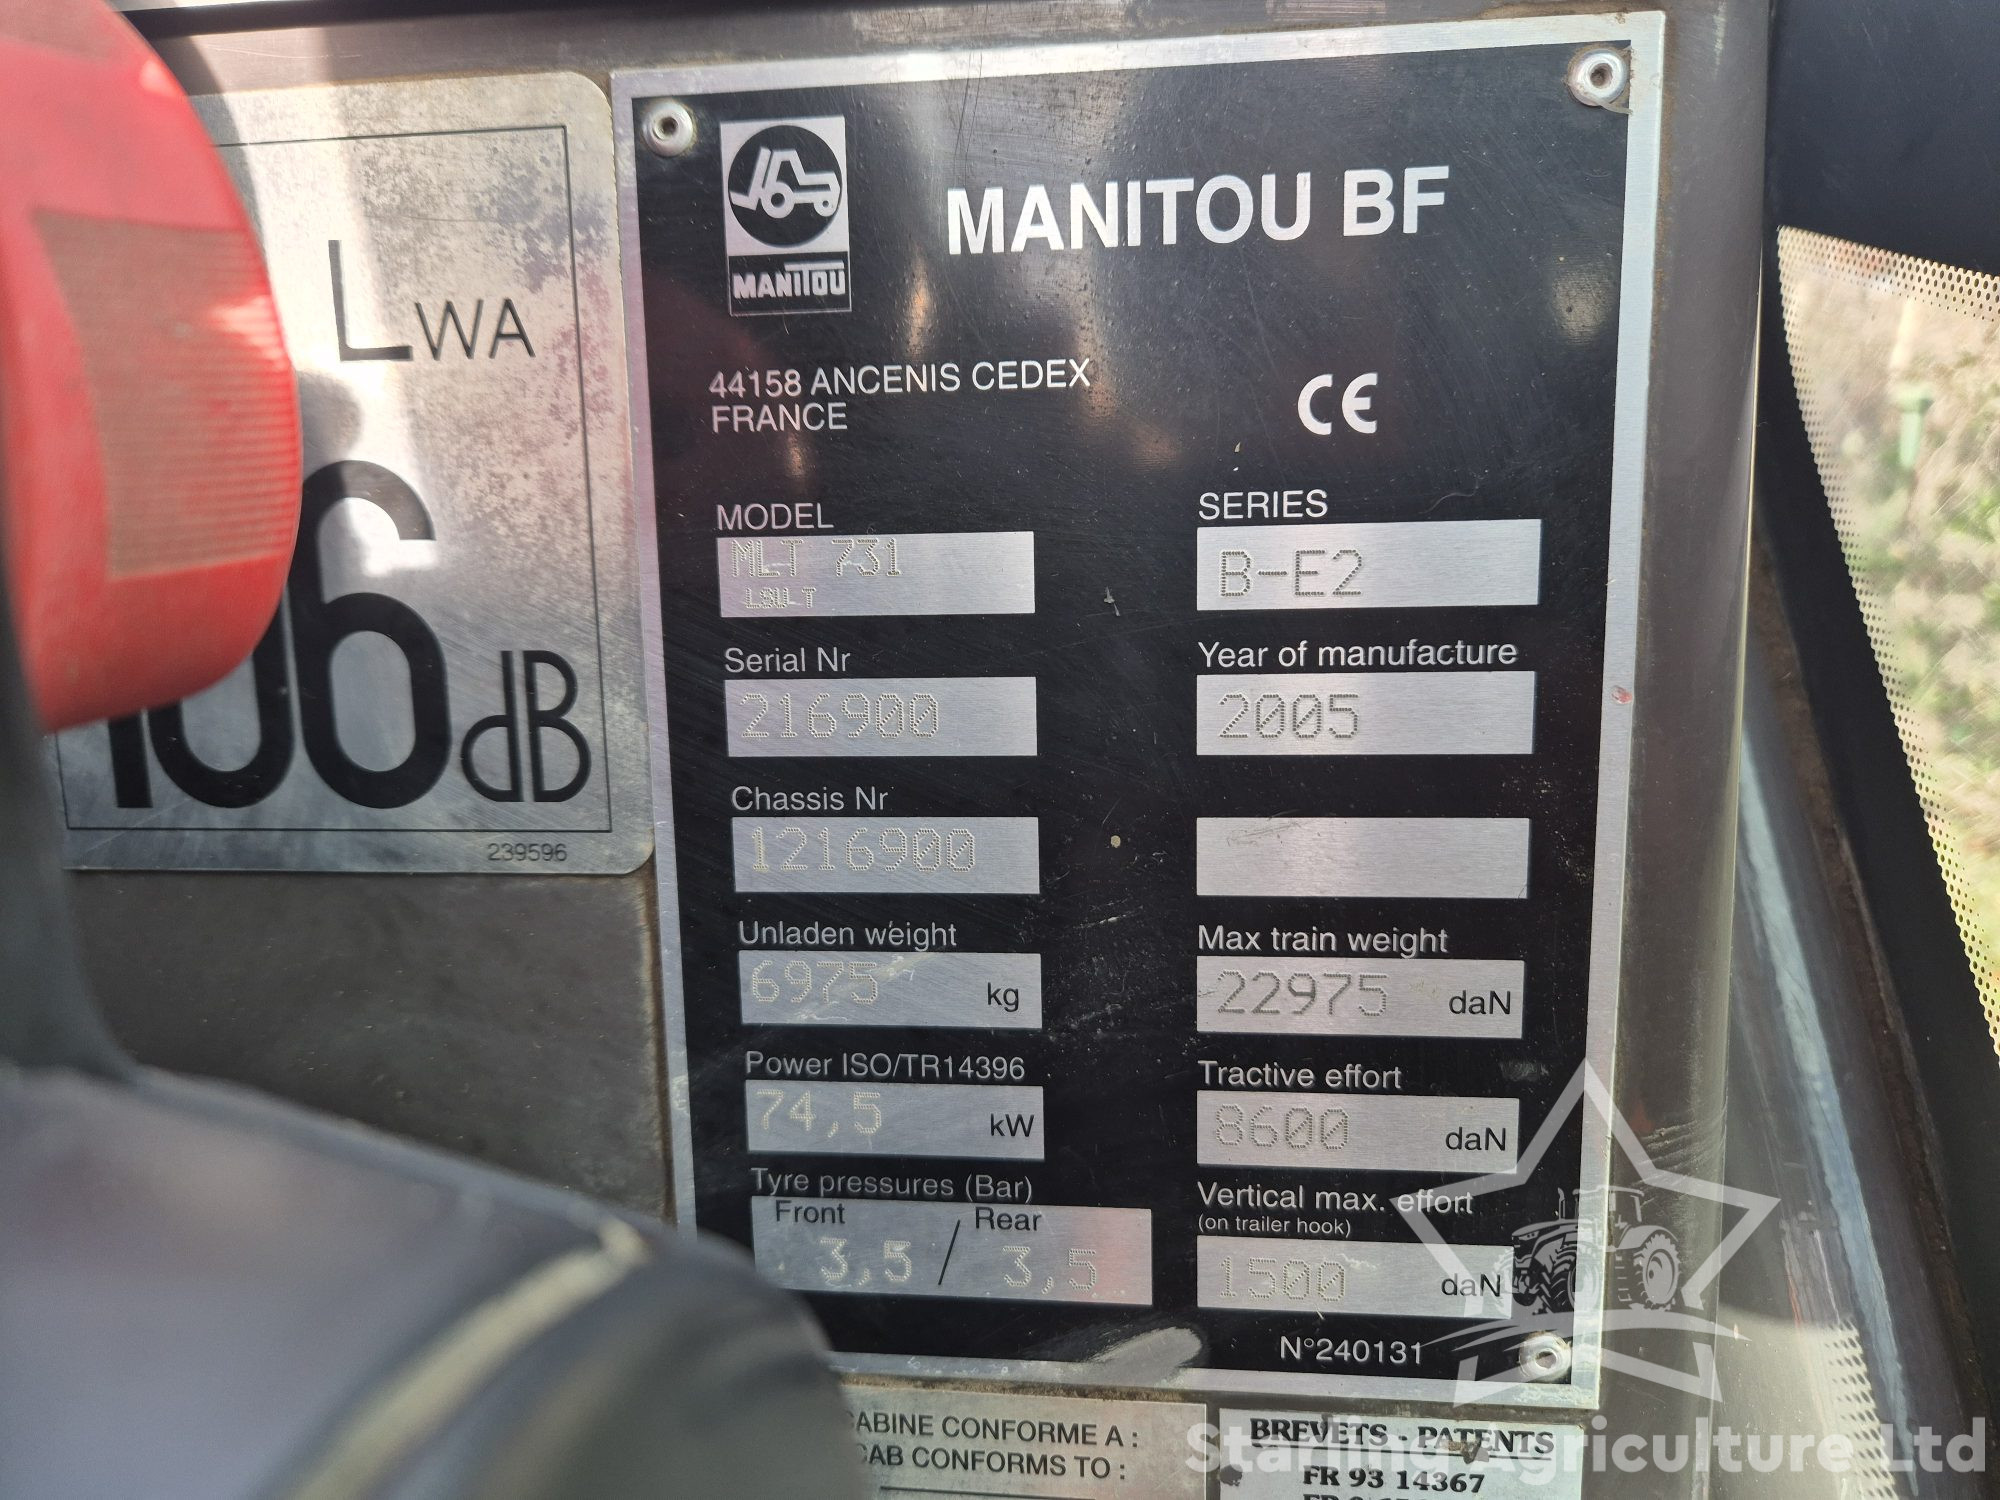 LWA
106 dB
239596
MANITOU
MANITOU BF
44158 ANCENIS CEDEX
FRANCE
CE
MODEL
MLT 731
LSU T
SERIES
B-E2
Serial Nr
216900
Year of manufacture
2005
Chassis Nr
1216900
Unladen weight
6975 kg
Max train weight
22975 daN
Power ISO/TR14396
74,5 kW
Tractive effort
8600 daN
Tyre pressures (Bar)
Front / Rear
3,5 / 3,5
Vertical max. effort
(on trailer hook)
1500 daN
N°240131
CABINE CONFORME A :
CAB CONFORMS TO :
BREVETS - PATENTS
FR 93 14367
Starling Agriculture Ltd